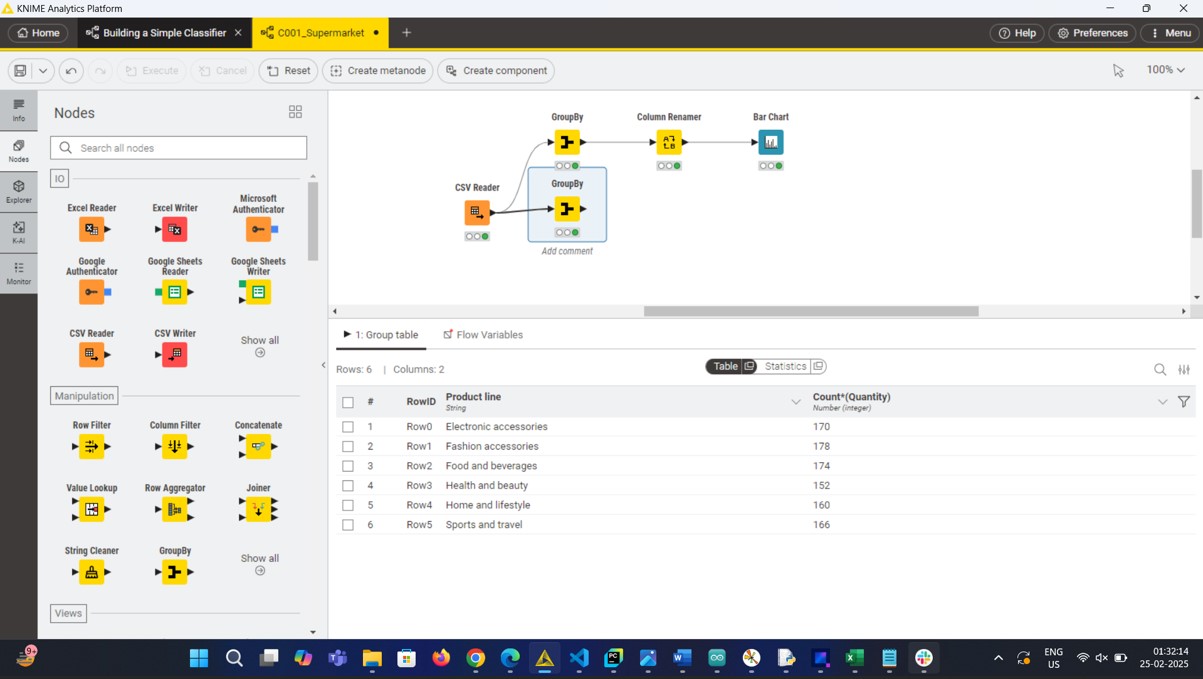 KNIME Analytics Platform
Home
Building a Simple Classifier
C001_Supermarket
Help
Preferences
Menu
Execute
Cancel
Reset
Create metanode
Create component
100%
Info
Nodes
Explorer
K-AI
Monitor
Nodes
Search all nodes
IO
Excel Reader
Excel Writer
Microsoft
Authenticator
Google
Authenticator
Google Sheets
Reader
Google Sheets
Writer
CSV Reader
CSV Writer
Show all
Manipulation
Row Filter
Column Filter
Concatenate
Value Lookup
Row Aggregator
Joiner
String Cleaner
GroupBy
Show all
Views
GroupBy
Column Renamer
Bar Chart
CSV Reader
GroupBy
Add comment
1: Group table
Flow Variables
Rows: 6 | Columns: 2
Table
Statistics
# RowID Product line Count*(Quantity)
String Number (integer)
1 Row0 Electronic accessories 170
2 Row1 Fashion accessories 178
3 Row2 Food and beverages 174
4 Row3 Health and beauty 152
5 Row4 Home and lifestyle 160
6 Row5 Sports and travel 166
9+
ENG
US
01:32:14
25-02-2025